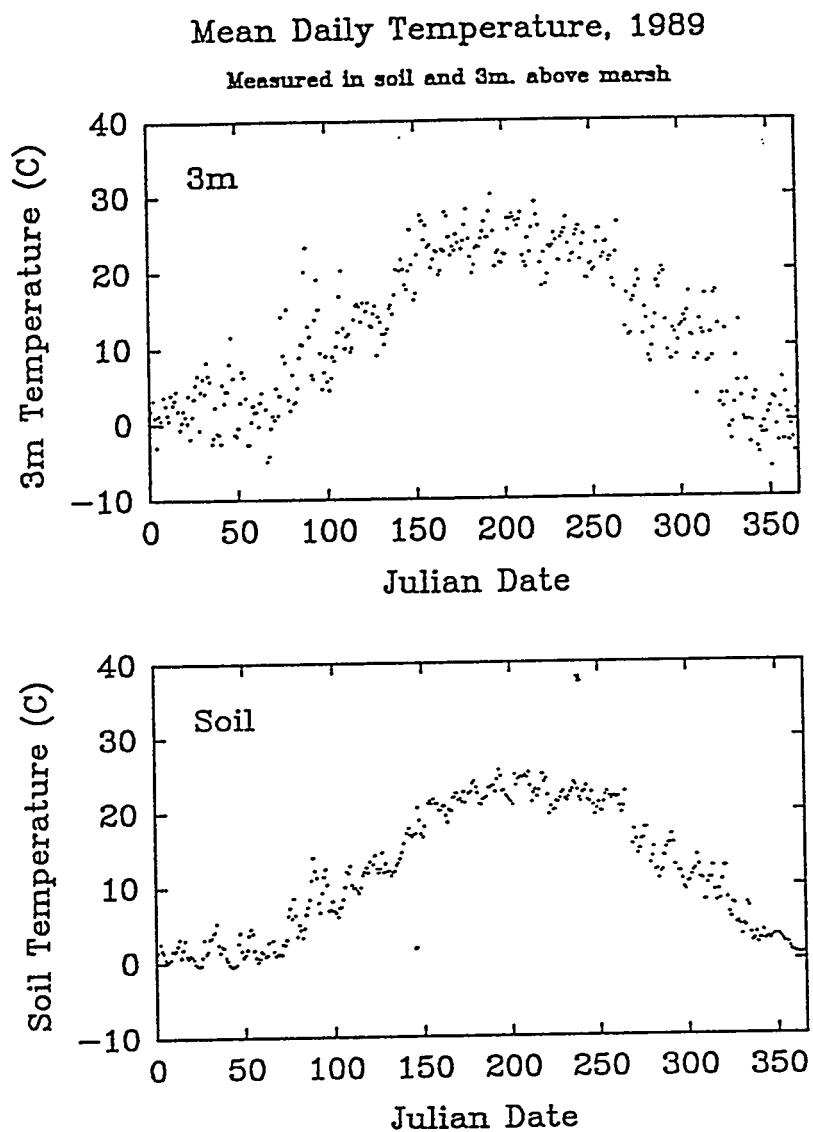 Mean Daily Temperature, 1989
Measured in soil and 3m. above marsh
3m Temperature (C)
40
30
20
10
0
−10
3m
0 50 100 150 200 250 300 350
Julian Date
Soil Temperature (C)
40
30
20
10
0
−10
Soil
0 50 100 150 200 250 300 350
Julian Date